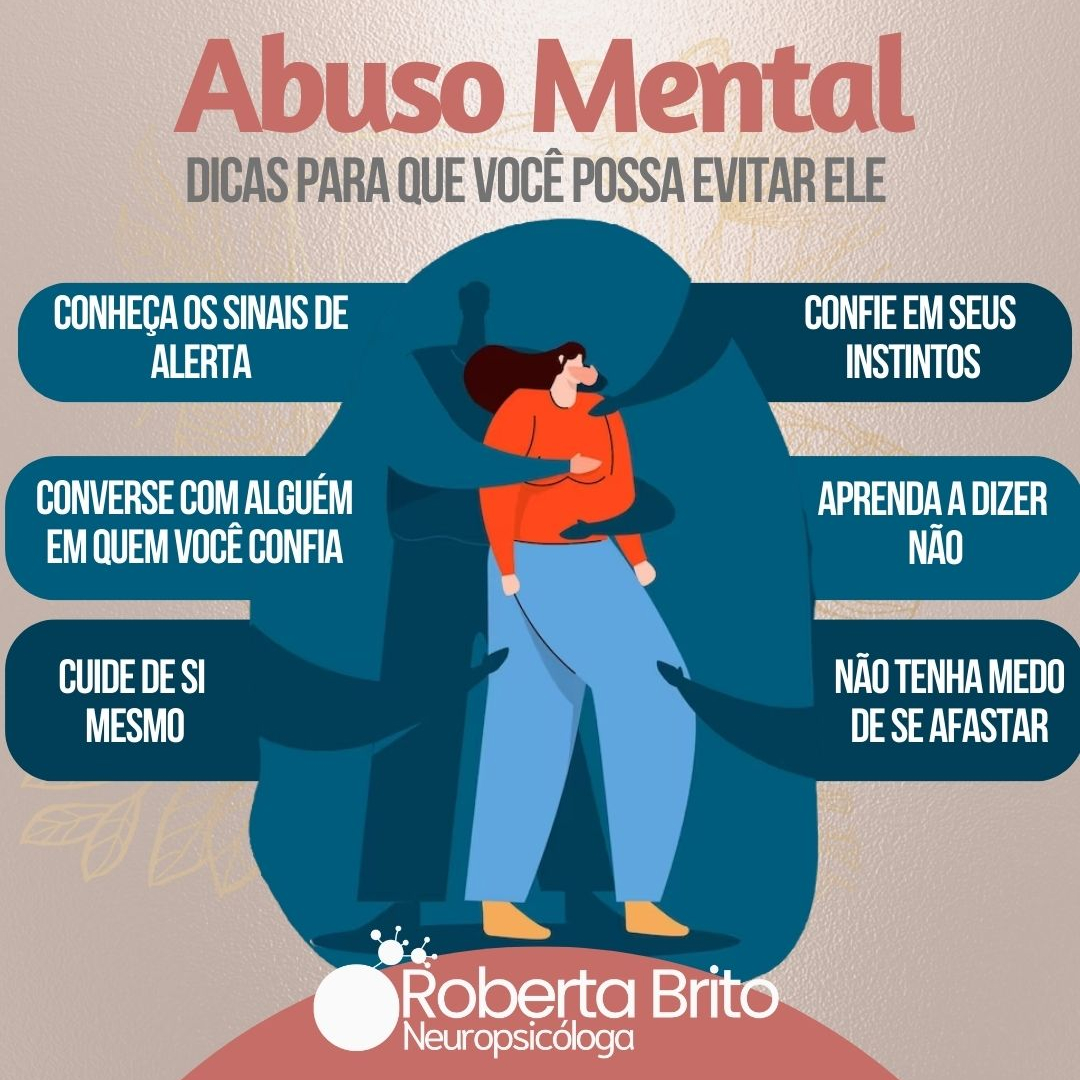 Abuso Mental
DICAS PARA QUE VOCÊ POSSA EVITAR ELE
CONHEÇA OS SINAIS DE
ALERTA
CONFIE EM SEUS
INSTINTOS
CONVERSE COM ALGUÉM
EM QUEM VOCÊ CONFIA
APRENDA A DIZER
NÃO
CUIDE DE SI
MESMO
NÃO TENHA MEDO
DE SE AFASTAR
Roberta Brito
Neuropsicóloga